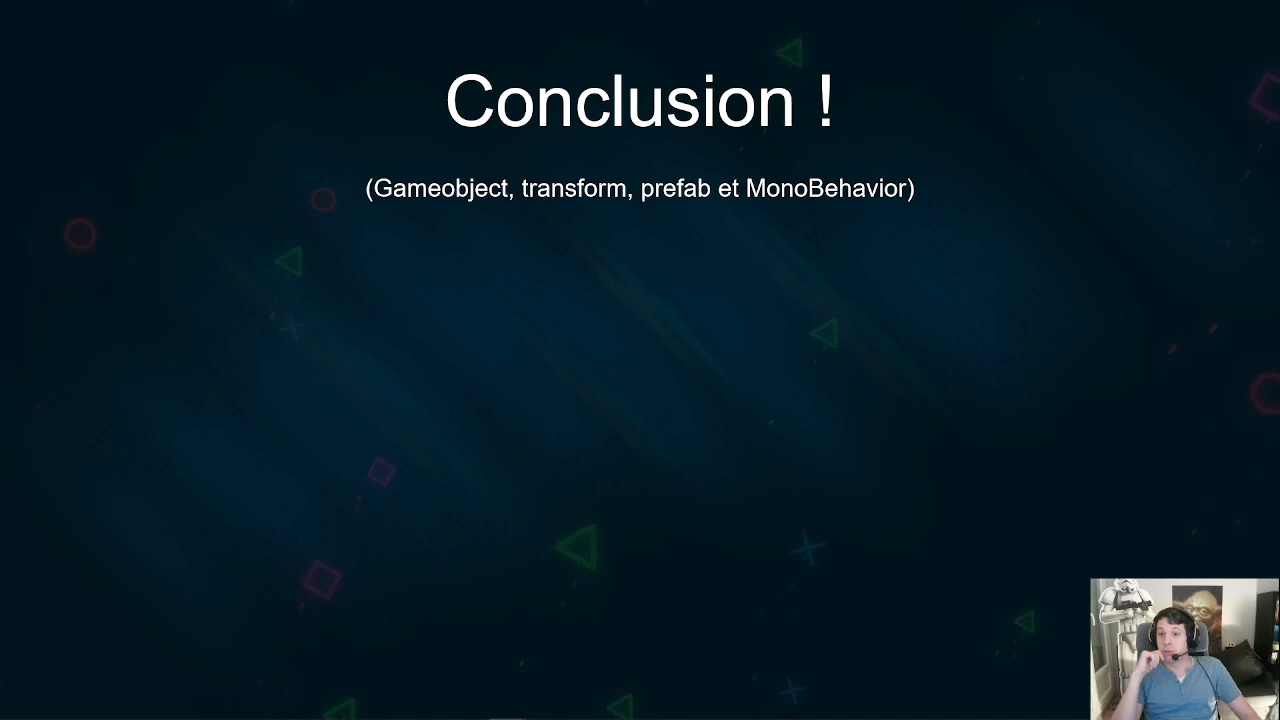 Conclusion !
(Gameobject, transform, prefab et MonoBehavior)